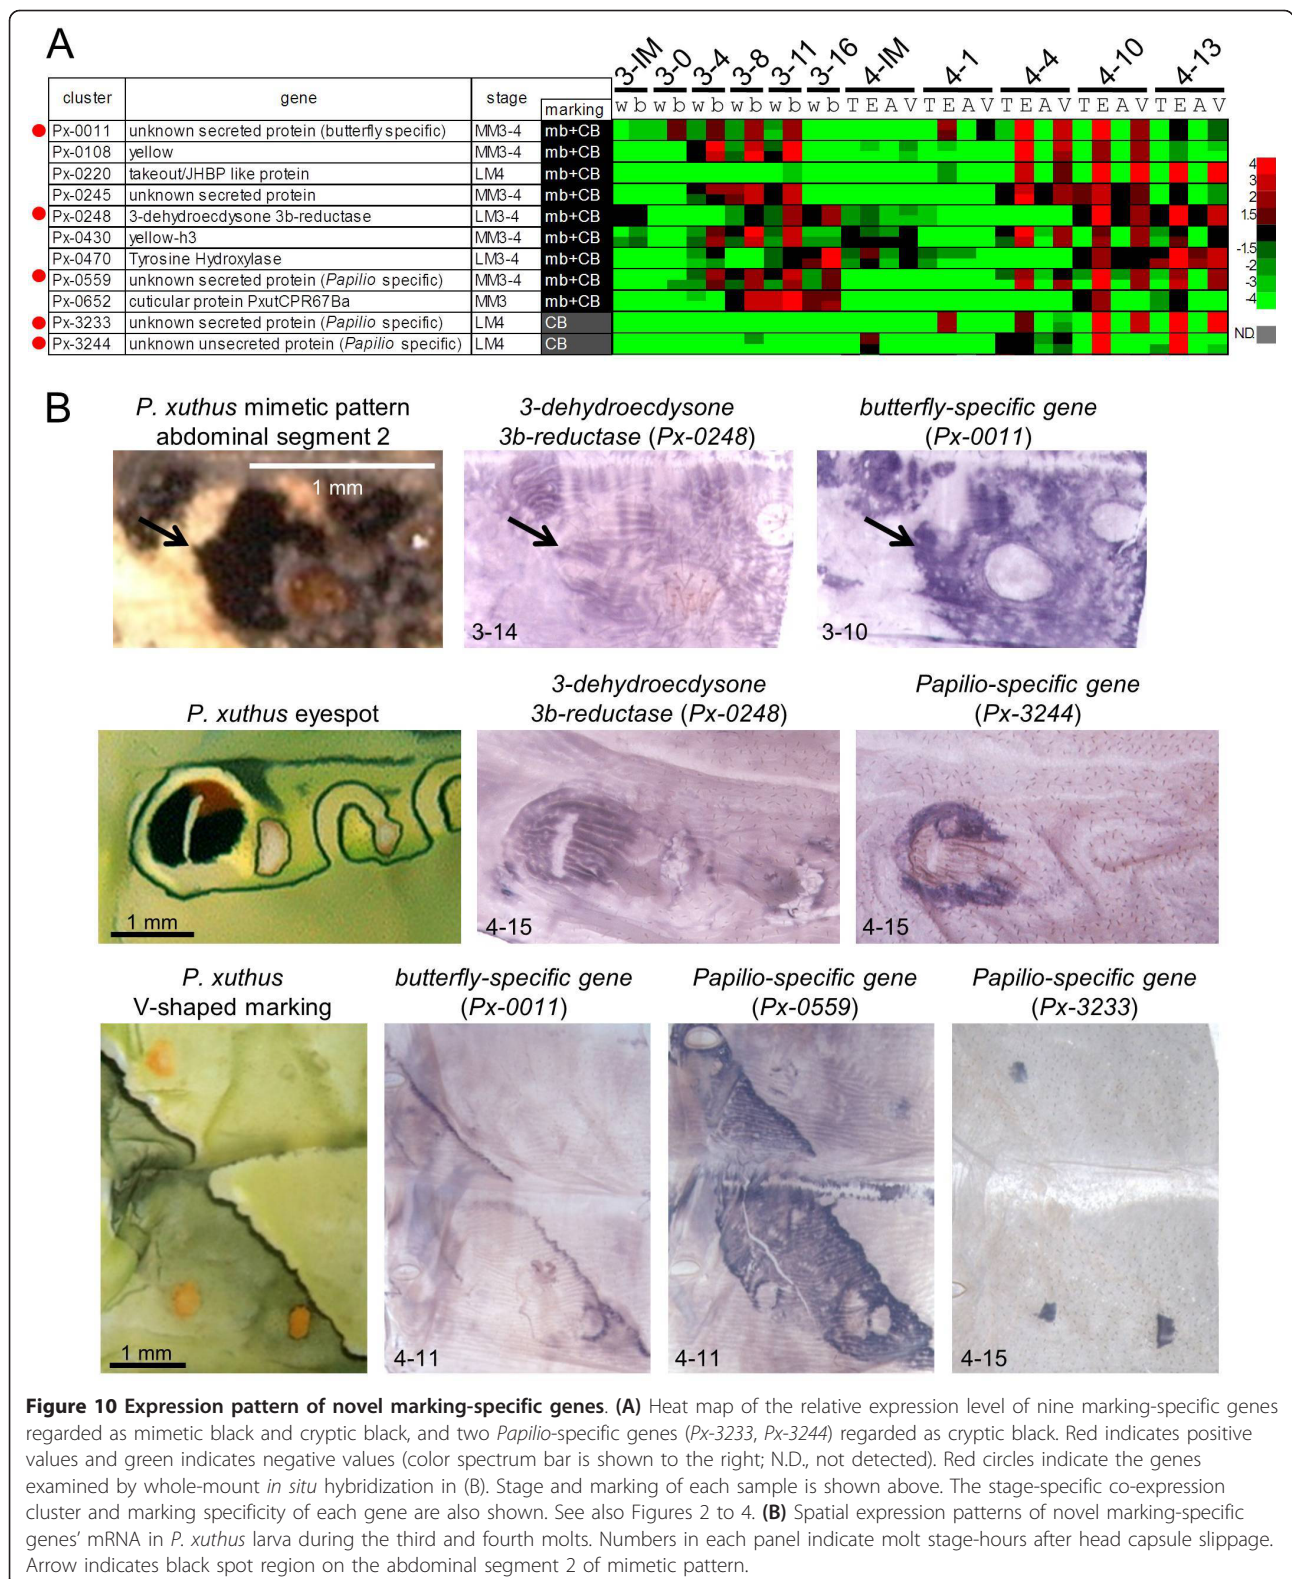 A
3-IM 3-0 3-4 3-8 3-11 3-16 4-IM 4-1 4-4 4-10 4-13
cluster gene stage marking w b w b w b w b w b w b T E A V T E A V T E A V T E A V T E A V
Px-0011 unknown secreted protein (butterfly specific) MM3-4 mb+CB
Px-0108 yellow MM3-4 mb+CB
Px-0220 takeout/JHBP like protein LM4 mb+CB
Px-0245 unknown secreted protein MM3-4 mb+CB
Px-0248 3-dehydroecdysone 3b-reductase LM3-4 mb+CB
Px-0430 yellow-h3 MM3-4 mb+CB
Px-0470 Tyrosine Hydroxylase LM3-4 mb+CB
Px-0559 unknown secreted protein (Papilio specific) MM3-4 mb+CB
Px-0652 cuticular protein PxutCPR67Ba MM3 mb+CB
Px-3233 unknown secreted protein (Papilio specific) LM4 CB
Px-3244 unknown unsecreted protein (Papilio specific) LM4 CB
4
3
2
1.5
-1.5
-2
-3
-4
ND.
B
P. xuthus mimetic pattern
abdominal segment 2
3-dehydroecdysone
3b-reductase (Px-0248)
butterfly-specific gene
(Px-0011)
1 mm
3-14
3-10
P. xuthus eyespot
3-dehydroecdysone
3b-reductase (Px-0248)
Papilio-specific gene
(Px-3244)
1 mm
4-15
4-15
P. xuthus
V-shaped marking
butterfly-specific gene
(Px-0011)
Papilio-specific gene
(Px-0559)
Papilio-specific gene
(Px-3233)
1 mm
4-11
4-11
4-15
Figure 10 Expression pattern of novel marking-specific genes. (A) Heat map of the relative expression level of nine marking-specific genes
regarded as mimetic black and cryptic black, and two Papilio-specific genes (Px-3233, Px-3244) regarded as cryptic black. Red indicates positive
values and green indicates negative values (color spectrum bar is shown to the right; N.D., not detected). Red circles indicate the genes
examined by whole-mount in situ hybridization in (B). Stage and marking of each sample is shown above. The stage-specific co-expression
cluster and marking specificity of each gene are also shown. See also Figures 2 to 4. (B) Spatial expression patterns of novel marking-specific
genes' mRNA in P. xuthus larva during the third and fourth molts. Numbers in each panel indicate molt stage-hours after head capsule slippage.
Arrow indicates black spot region on the abdominal segment 2 of mimetic pattern.